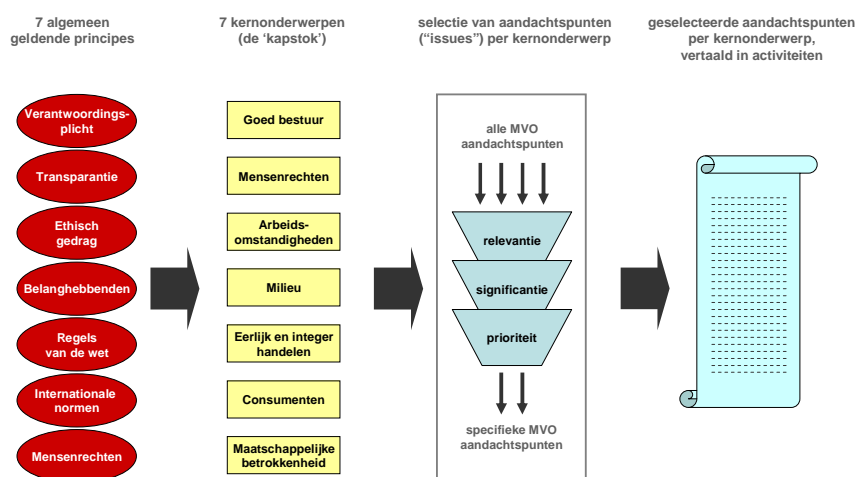 7 algemeen
geldende principes
7 kernonderwerpen
(de ‘kapstok’)
selectie van aandachtspunten
(“issues”) per kernonderwerp
geselecteerde aandachtspunten
per kernonderwerp,
vertaald in activiteiten
Verantwoordings-
plicht
Transparantie
Ethisch
gedrag
Belanghebbenden
Regels
van de wet
Internationale
normen
Mensenrechten
Goed bestuur
Mensenrechten
Arbeids-
omstandigheden
Milieu
Eerlijk en integer
handelen
Consumenten
Maatschappelijke
betrokkenheid
alle MVO
aandachtspunten
relevantie
significantie
prioriteit
specifieke MVO
aandachtspunten